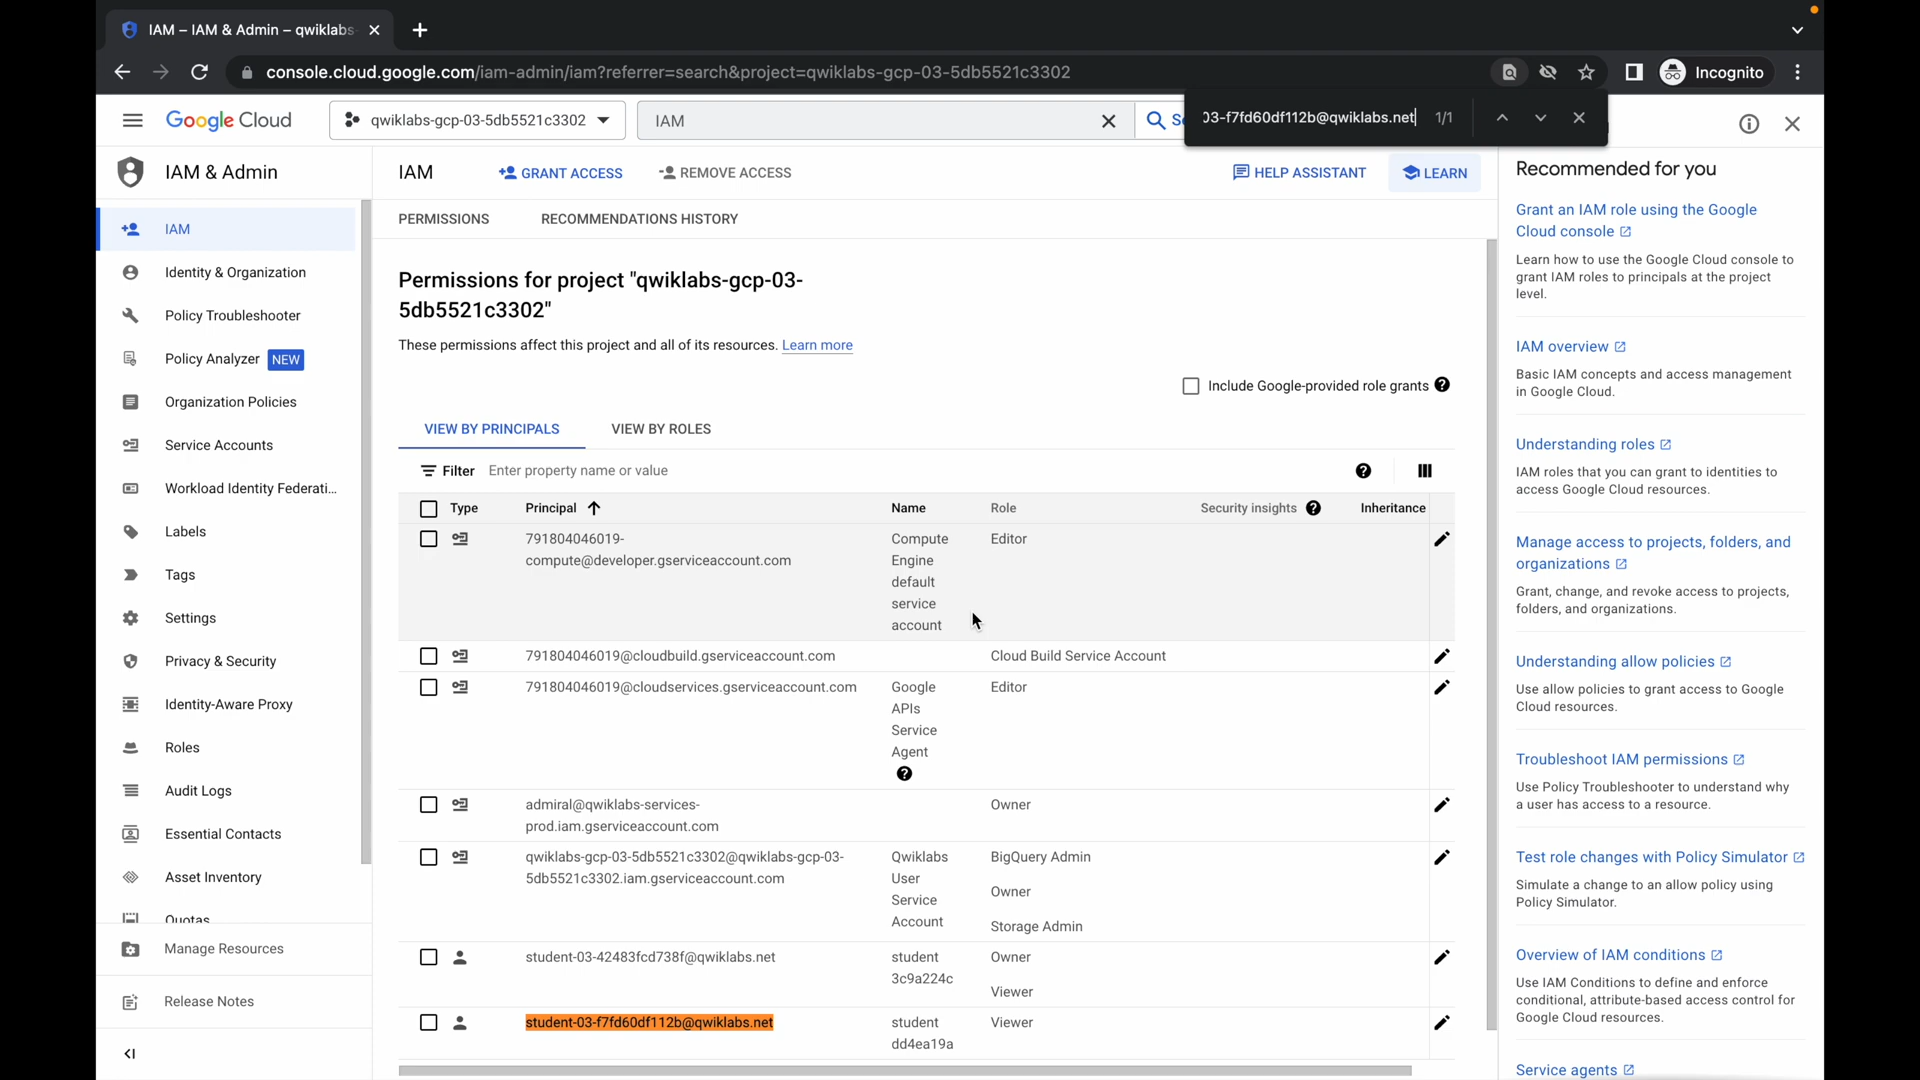 IAM – IAM & Admin – qwiklabs-
console.cloud.google.com/iam-admin/iam?referrer=search&project=qwiklabs-gcp-03-5db5521c3302
Incognito
Google Cloud
qwiklabs-gcp-03-5db5521c3302
IAM
03-f7fd60df112b@qwiklabs.net
1/1
IAM & Admin
IAM
GRANT ACCESS
REMOVE ACCESS
HELP ASSISTANT
LEARN
PERMISSIONS
RECOMMENDATIONS HISTORY
IAM
Identity & Organization
Policy Troubleshooter
Policy Analyzer NEW
Organization Policies
Service Accounts
Workload Identity Federati...
Labels
Tags
Settings
Privacy & Security
Identity-Aware Proxy
Roles
Audit Logs
Essential Contacts
Asset Inventory
Quotas
Manage Resources
Release Notes
Permissions for project "qwiklabs-gcp-03-
5db5521c3302"
These permissions affect this project and all of its resources. Learn more
Include Google-provided role grants
VIEW BY PRINCIPALS
VIEW BY ROLES
Filter Enter property name or value
Type Principal Name Role Security insights Inheritance
791804046019-
compute@developer.gserviceaccount.com
Compute
Engine
default
service
account
Editor
791804046019@cloudbuild.gserviceaccount.com
Cloud Build Service Account
791804046019@cloudservices.gserviceaccount.com
Google
APIs
Service
Agent
Editor
admiral@qwiklabs-services-
prod.iam.gserviceaccount.com
Owner
qwiklabs-gcp-03-5db5521c3302@qwiklabs-gcp-03-
5db5521c3302.iam.gserviceaccount.com
Qwiklabs
User
Service
Account
BigQuery Admin
Owner
Storage Admin
student-03-42483fcd738f@qwiklabs.net
student
3c9a224c
Owner
Viewer
student-03-f7fd60df112b@qwiklabs.net
student
dd4ea19a
Viewer
Recommended for you
Grant an IAM role using the Google
Cloud console
Learn how to use the Google Cloud console to
grant IAM roles to principals at the project
level.
IAM overview
Basic IAM concepts and access management
in Google Cloud.
Understanding roles
IAM roles that you can grant to identities to
access Google Cloud resources.
Manage access to projects, folders, and
organizations
Grant, change, and revoke access to projects,
folders, and organizations.
Understanding allow policies
Use allow policies to grant access to Google
Cloud resources.
Troubleshoot IAM permissions
Use Policy Troubleshooter to understand why
a user has access to a resource.
Test role changes with Policy Simulator
Simulate a change to an allow policy using
Policy Simulator.
Overview of IAM conditions
Use IAM Conditions to define and enforce
conditional, attribute-based access control for
Google Cloud resources.
Service agents